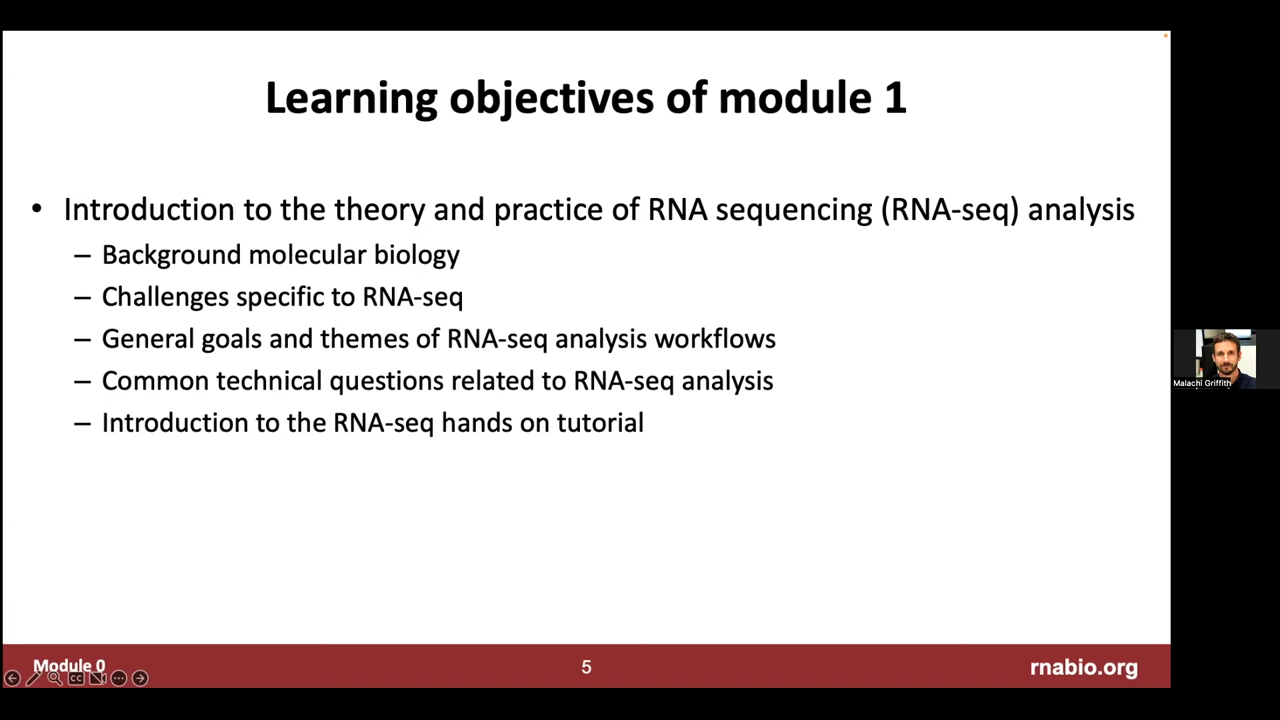 Learning objectives of module 1
• Introduction to the theory and practice of RNA sequencing (RNA-seq) analysis
– Background molecular biology
– Challenges specific to RNA-seq
– General goals and themes of RNA-seq analysis workflows
– Common technical questions related to RNA-seq analysis
– Introduction to the RNA-seq hands on tutorial
Malachi Griffith
Module 0
5
rnabio.org
CC